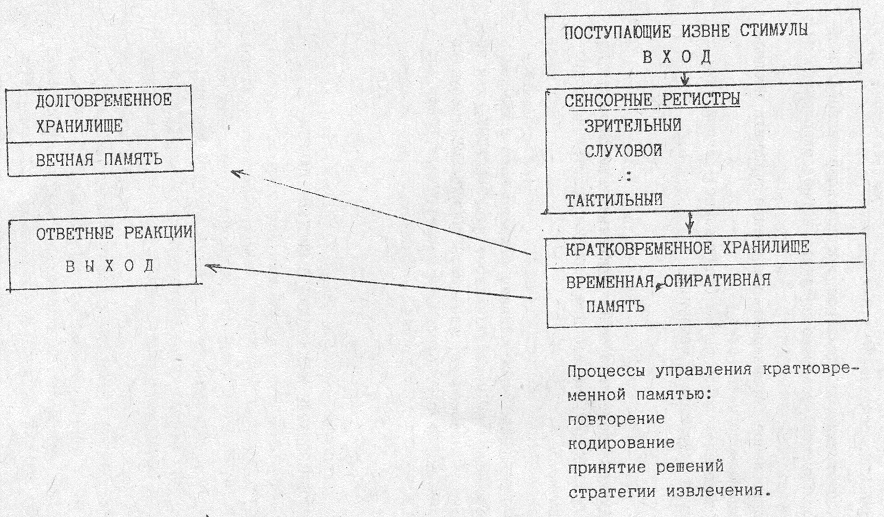 ПОСТУПАЮЩИЕ ИЗВНЕ СТИМУЛЫ
В Х О Д
СЕНСОРНЫЕ РЕГИСТРЫ
ЗРИТЕЛЬНЫЙ
СЛУХОВОЙ
:
ТАКТИЛЬНЫЙ
КРАТКОВРЕМЕННОЕ ХРАНИЛИЩЕ
ВРЕМЕННАЯ,ОПИРАТИВНАЯ
ПАМЯТЬ
ДОЛГОВРЕМЕННОЕ
ХРАНИЛИЩЕ
ВЕЧНАЯ ПАМЯТЬ
ОТВЕТНЫЕ РЕАКЦИИ
В Ы Х О Д
Процессы управления кратковре-
менной памятью:
повторение
кодирование
принятие решений
стратегии извлечения.